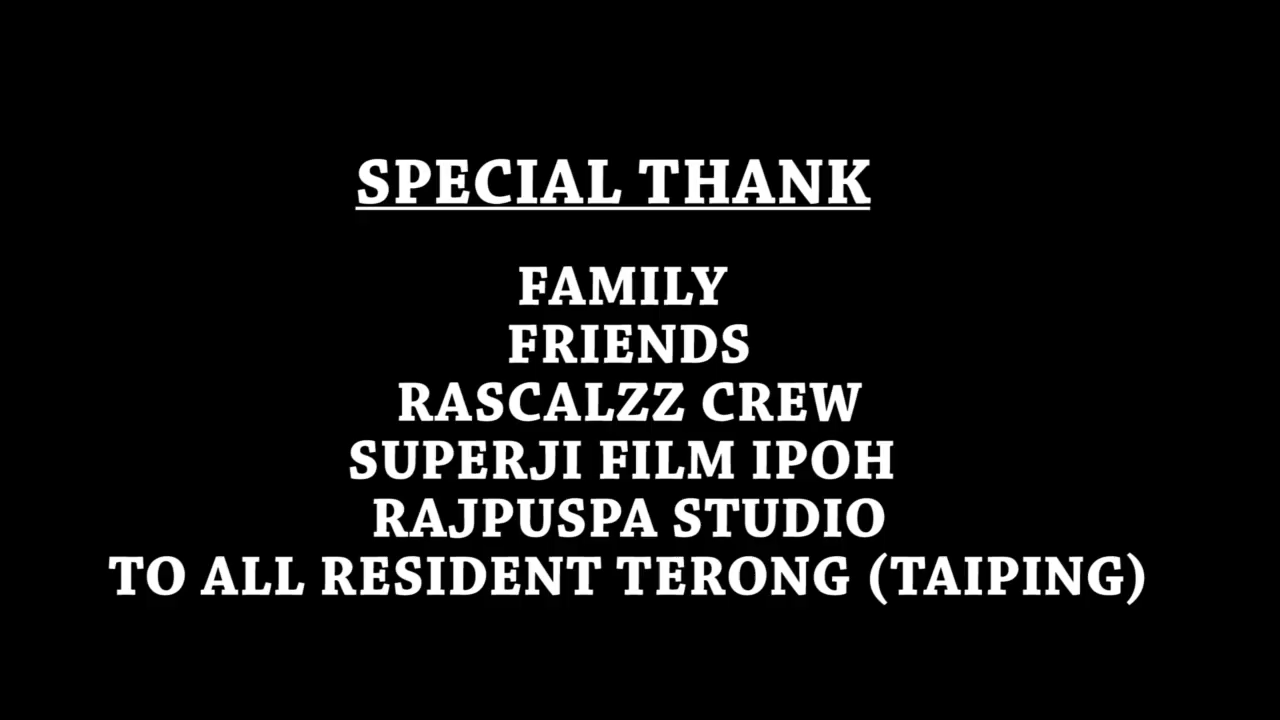 SPECIAL THANK
FAMILY
FRIENDS
RASCALZZ CREW
SUPERJI FILM IPOH
RAJPUSPA STUDIO
TO ALL RESIDENT TERONG (TAIPING)